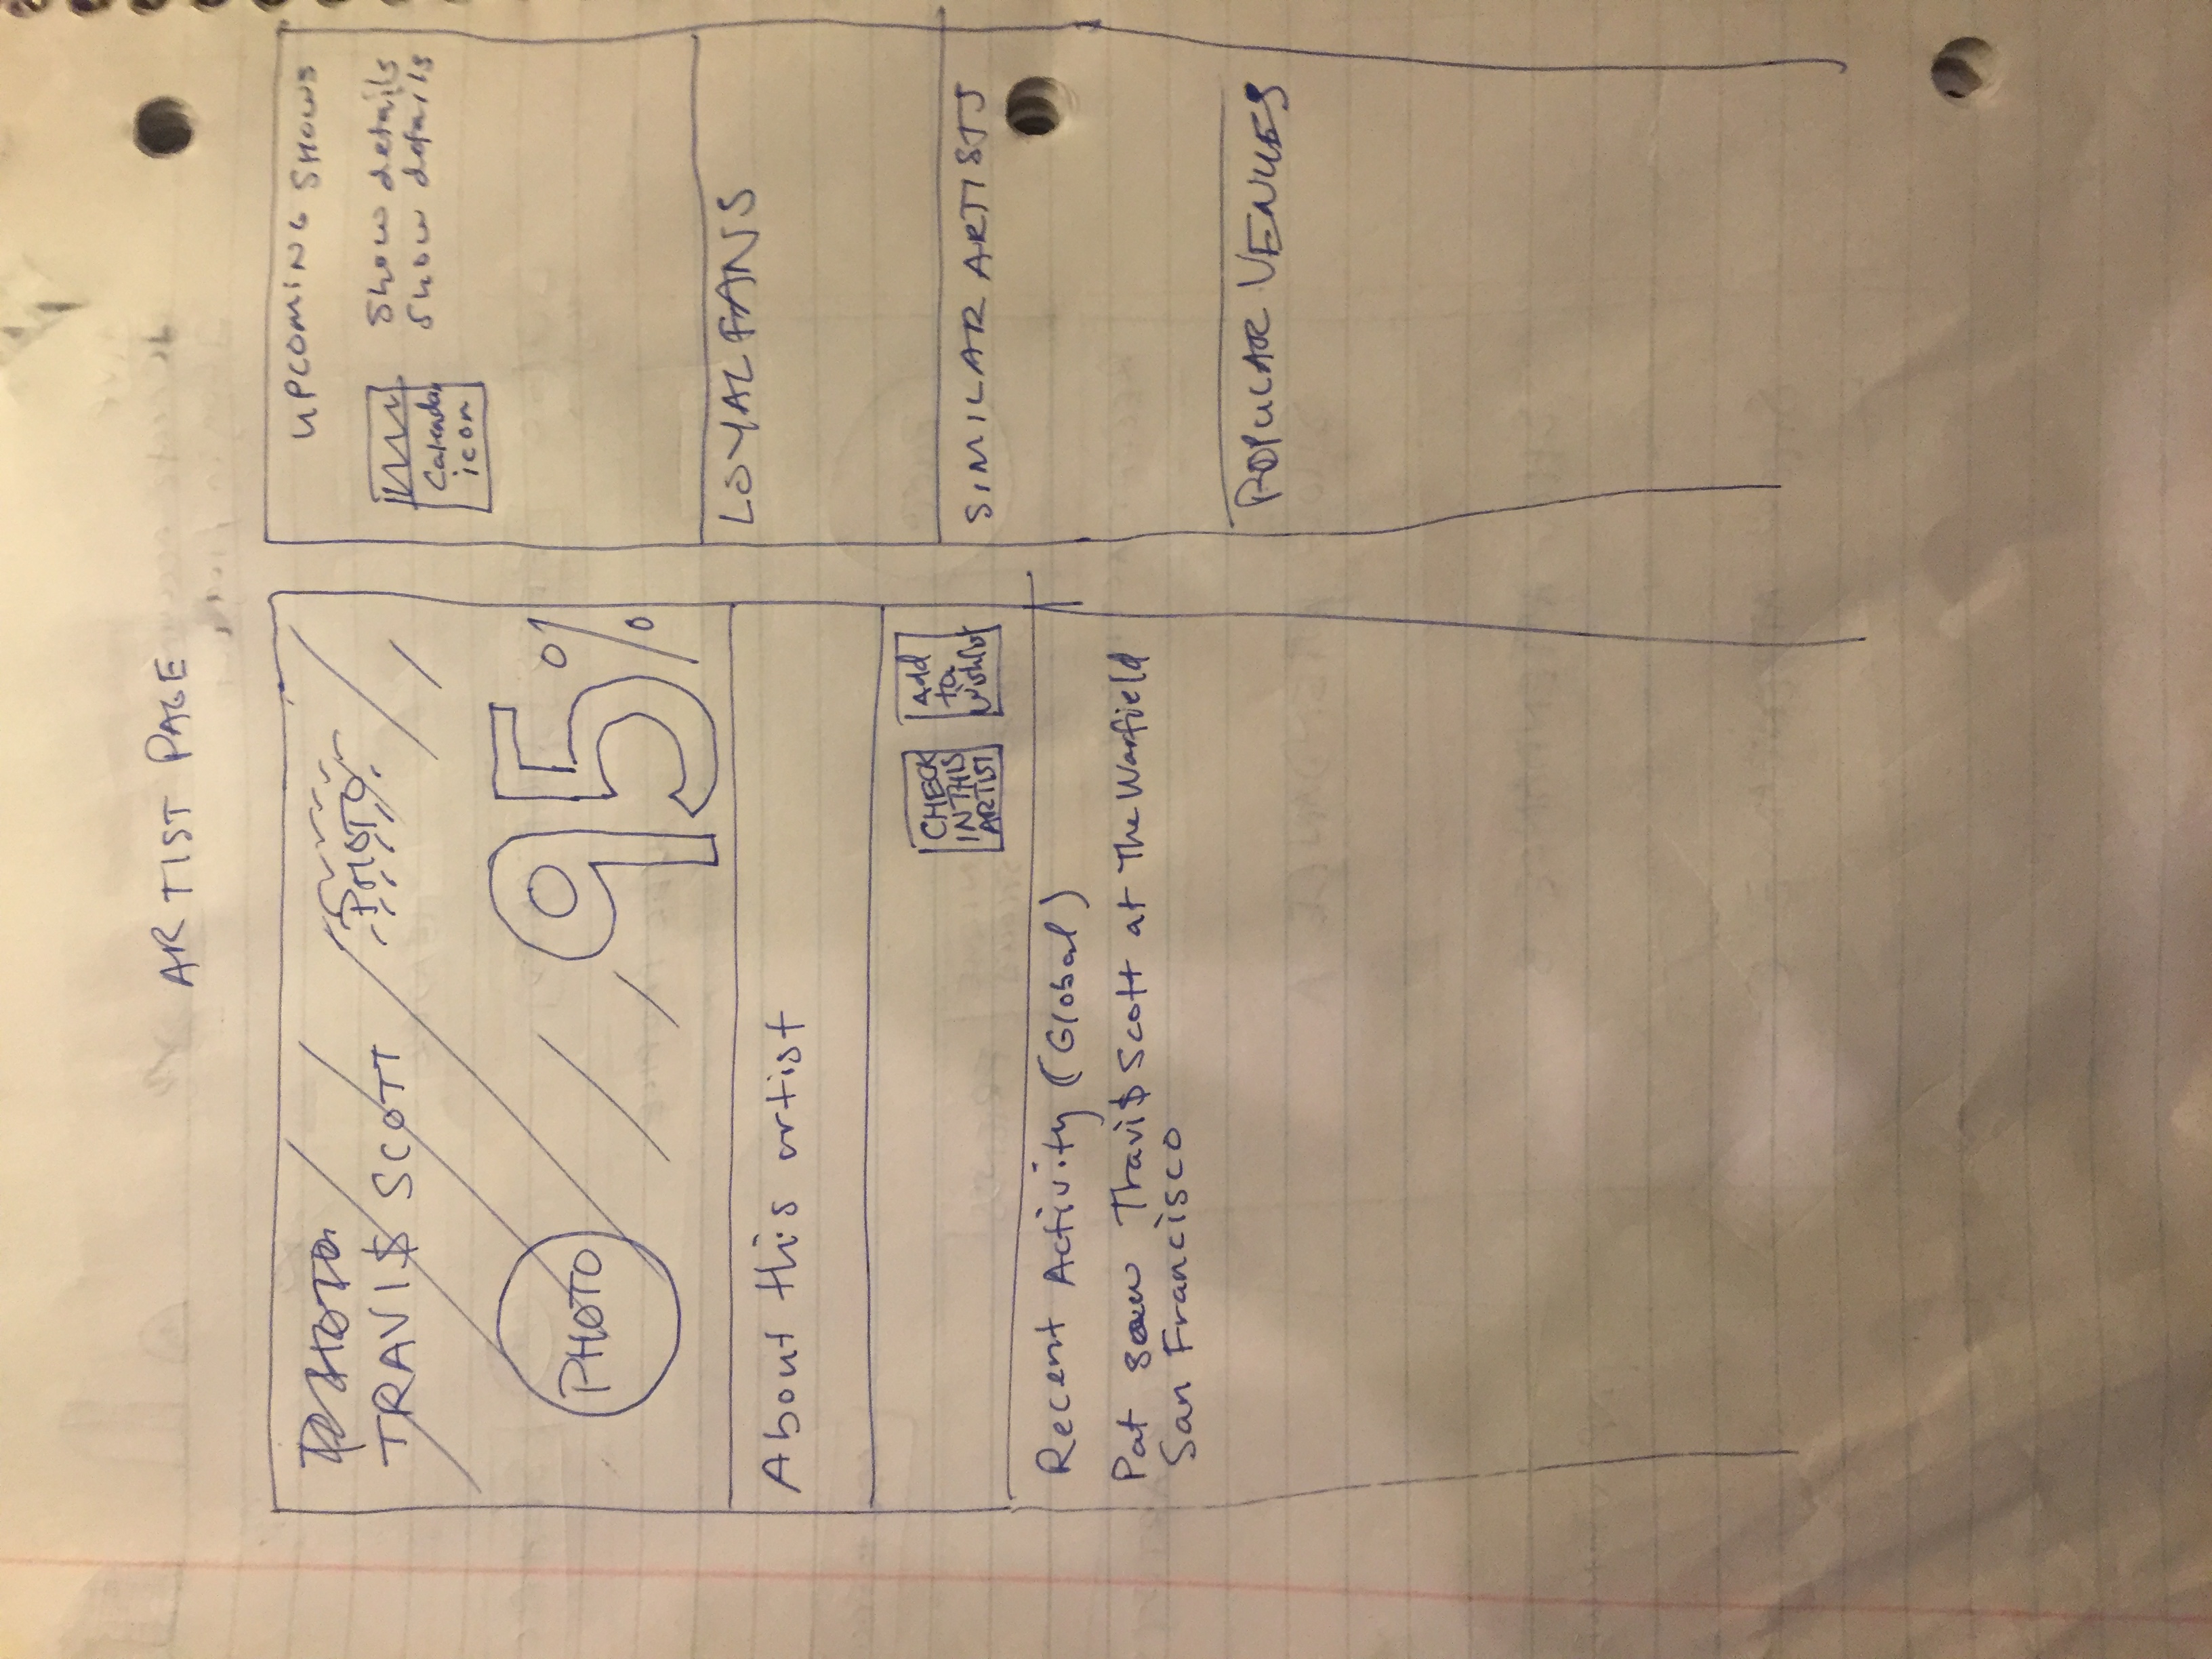 ARTIST PAGE
TRAVI$ SCOTT
PHOTO
PHOTO
95%
About this artist
CHECK
IN THIS
ARTIST
Add
to
wishlist
Recent Activity (Global)
Pat saw Travi$ Scott at The Warfield
San Francisco
UPCOMING SHOWS
Calendar
icon
Show details
Show details
LOYAL FANS
SIMILAR ARTISTS
POPULAR VENUES